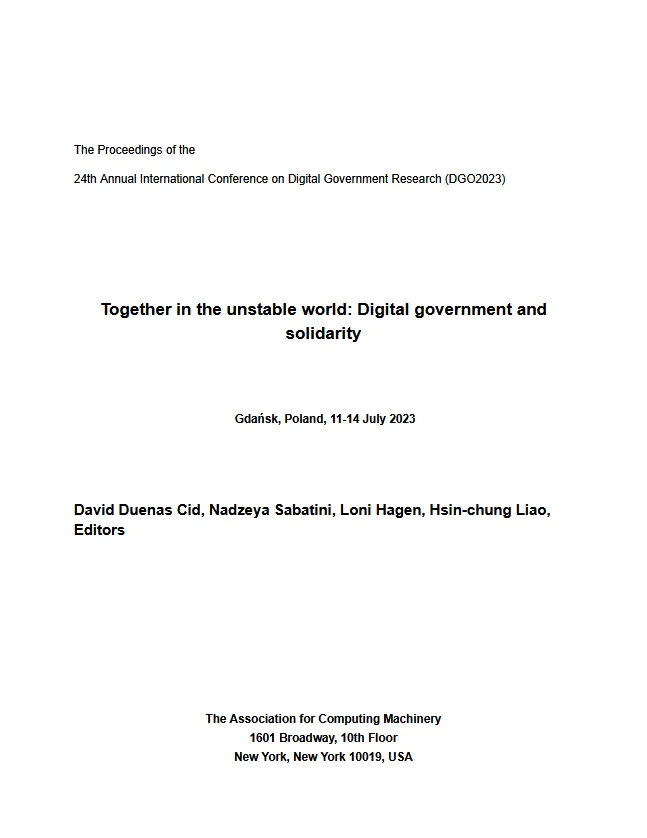 The Proceedings of the
24th Annual International Conference on Digital Government Research (DGO2023)
Together in the unstable world: Digital government and
solidarity
Gdańsk, Poland, 11-14 July 2023
David Duenas Cid, Nadzeya Sabatini, Loni Hagen, Hsin-chung Liao,
Editors
The Association for Computing Machinery
1601 Broadway, 10th Floor
New York, New York 10019, USA